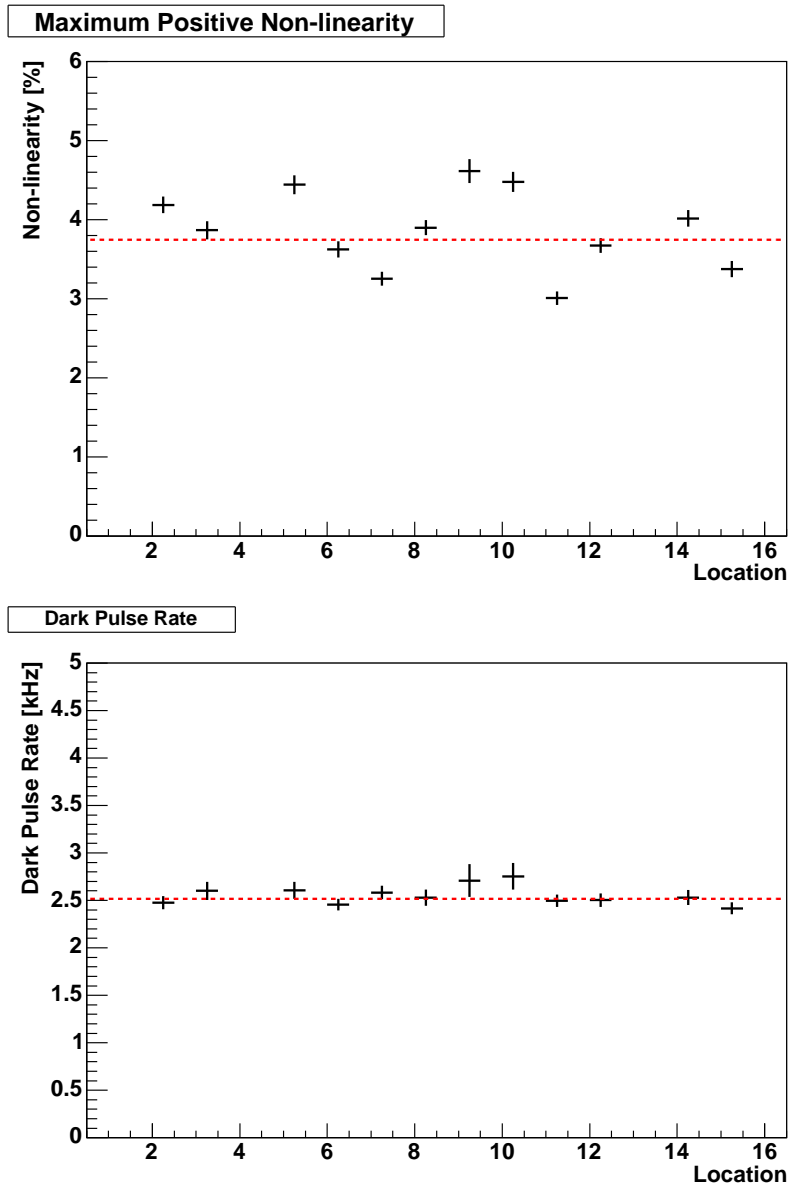 Maximum Positive Non-linearity
Non-linearity [%]
6
5
4
3
2
1
0
2 4 6 8 10 12 14 16
Location
Dark Pulse Rate
Dark Pulse Rate [kHz]
5
4.5
4
3.5
3
2.5
2
1.5
1
0.5
0
2 4 6 8 10 12 14 16
Location